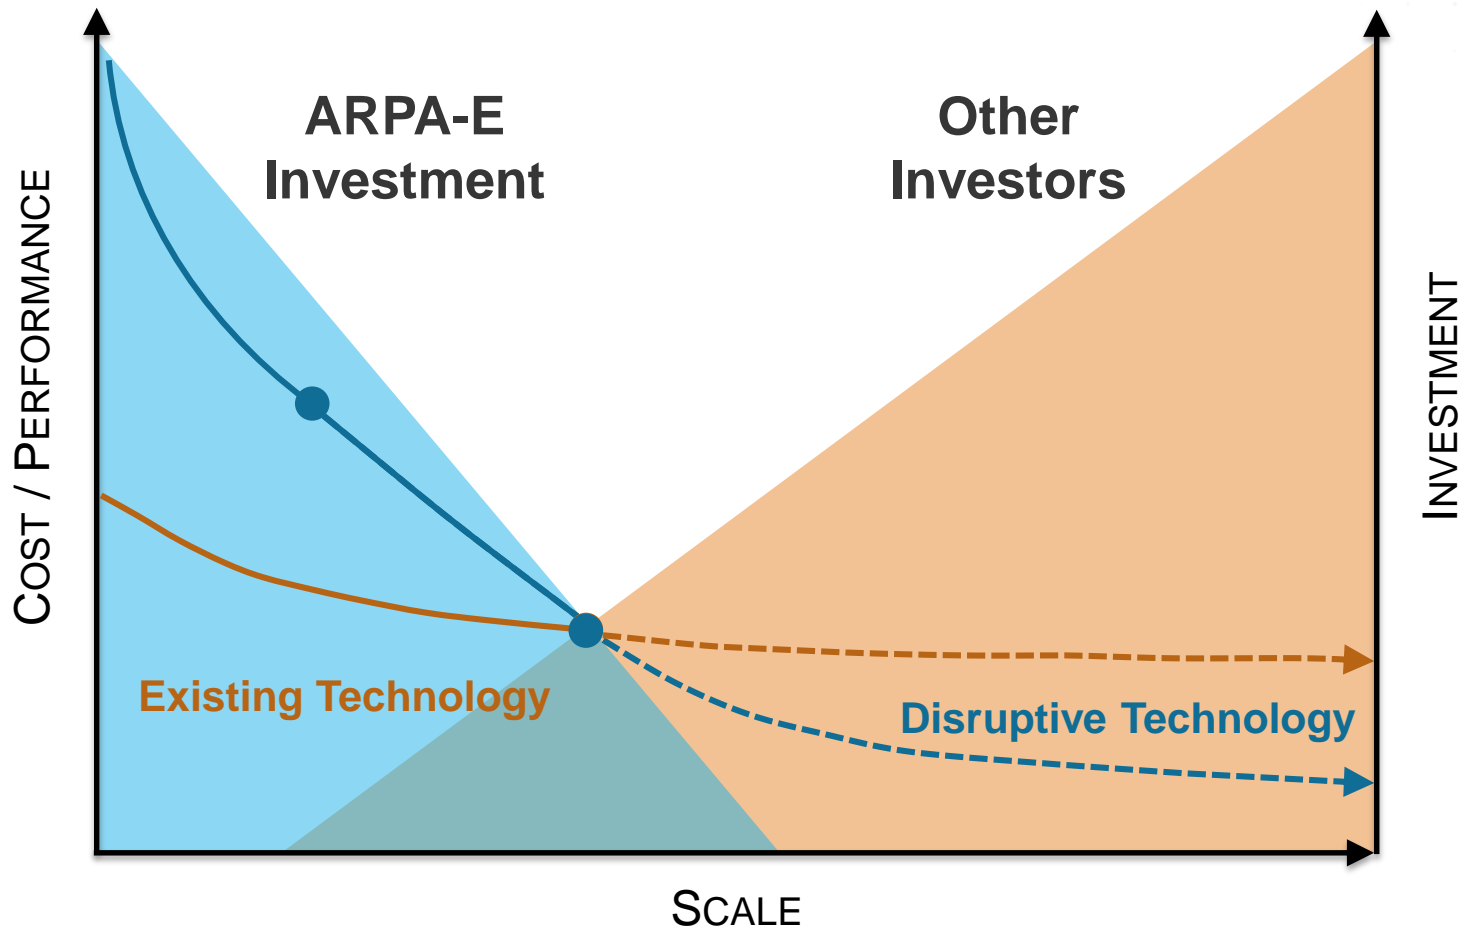 ARPA-E
Investment
Other
Investors
COST / PERFORMANCE
INVESTMENT
Existing Technology
Disruptive Technology
SCALE